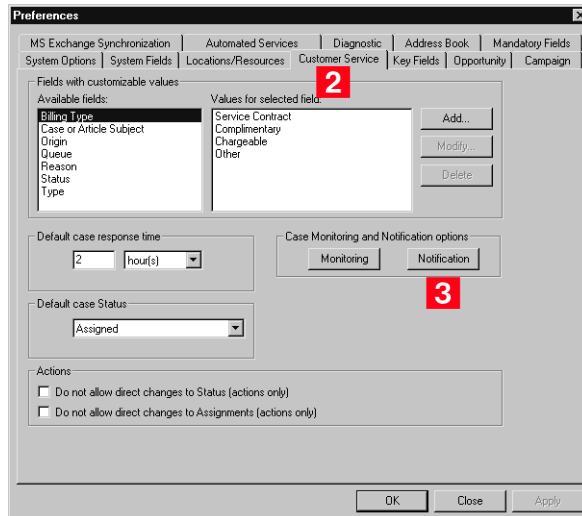 Preferences
MS Exchange Synchronization Automated Services Diagnostic Address Book Mandatory Fields
System Options System Fields Locations/Resources Customer Service Key Fields Opportunity Campaign
2
Fields with customizable values
Available fields: Values for selected field:
Billing Type Service Contract Add...
Case or Article Subject Complimentary
Origin Chargeable
Queue Other Modify...
Reason
Status Delete
Type
Default case response time Case Monitoring and Notification options
2 hour(s) Monitoring Notification
3
Default case Status
Assigned
Actions
Do not allow direct changes to Status (actions only)
Do not allow direct changes to Assignments (actions only)
OK Close Apply